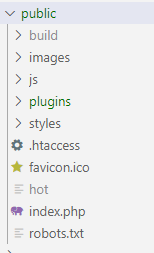 public
build
images
js
plugins
styles
.htaccess
favicon.ico
hot
index.php
robots.txt